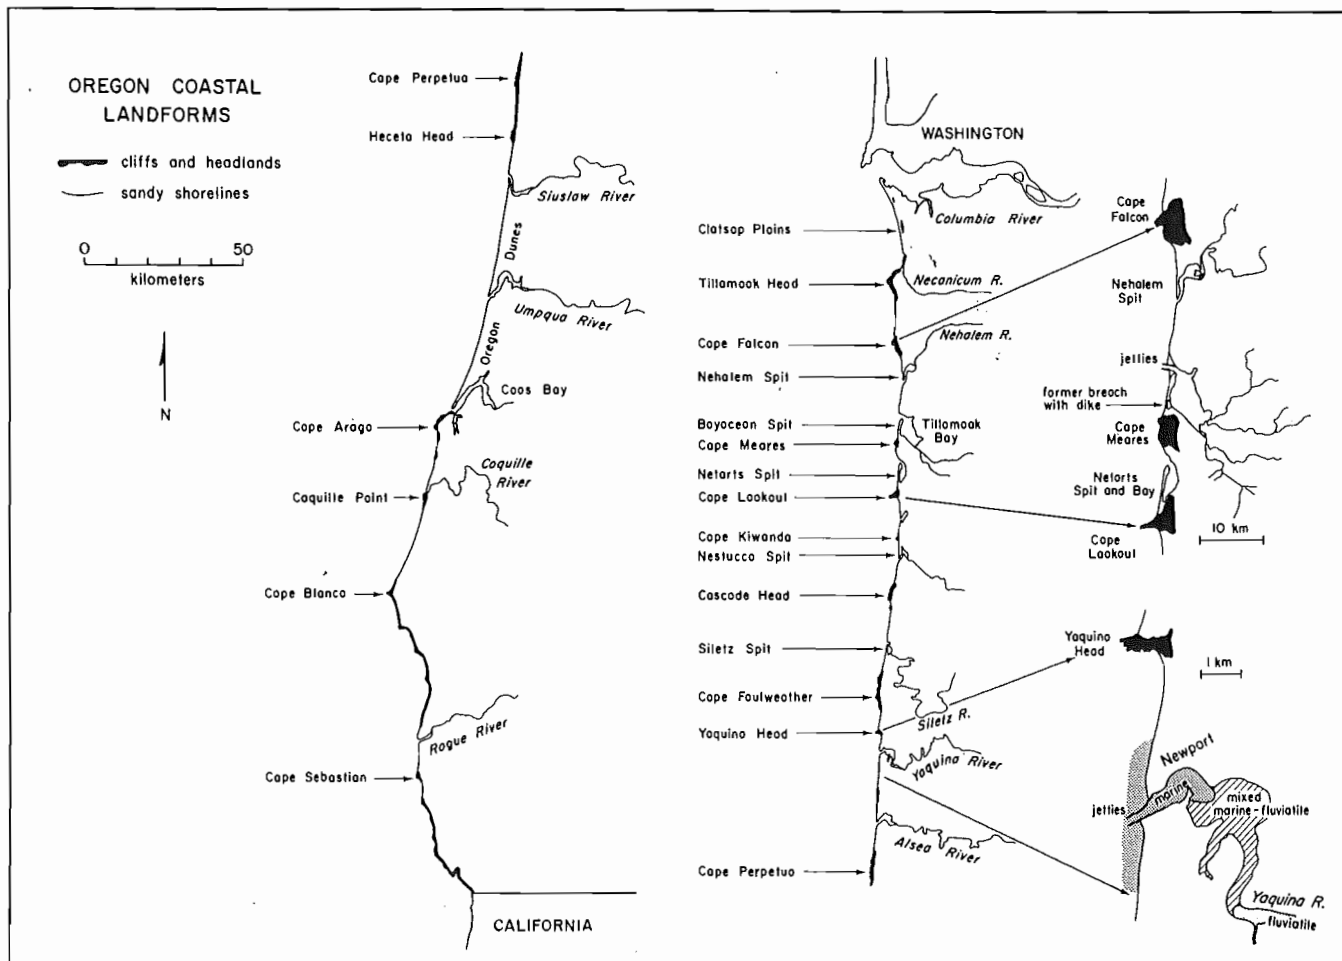 OREGON COASTAL
LANDFORMS
cliffs and headlands
sandy shorelines
0 50
kilometers
N
Cape Perpetua
Heceta Head
Siuslaw River
Dunes
Umpqua River
Oregon
Coos Bay
Cape Arago
Coquille
River
Coquille Point
Cape Blanco
Rogue River
Cape Sebastian
CALIFORNIA
WASHINGTON
Columbia River
Clatsop Plains
Tillamook Head
Necanicum R.
Cape Falcon
Nehalem R.
Nehalem Spit
Bayocean Spit
Tillamook
Bay
Cape Meares
Netarts Spit
Cape Lookout
Cape Kiwanda
Nestucca Spit
Cascade Head
Siletz Spit
Cape Foulweather
Siletz R.
Yaquina Head
Yaquina River
Alsea River
Cape Perpetua
Cape
Falcon
Nehalem
Spit
jetties
former breach
with dike
Cape
Meares
Netarts
Spit and Bay
10 km
Cape
Lookout
Yaquina
Head
1 km
Newport
jetties
marine
mixed
marine-fluviatile
Yaquina R.
fluviatile